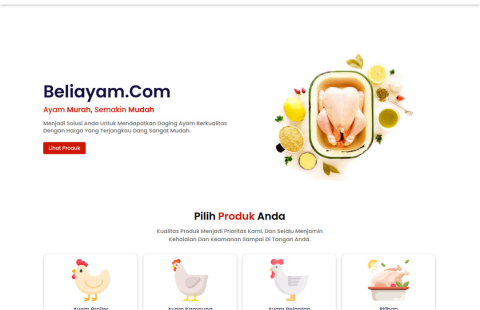 Beliayam.Com
Ayam Murah, Semakin Mudah
Menjadi Solusi Anda Untuk Mendapatkan Daging Ayam Berkualitas
Dengan Harga Yang Terjangkau Dang Sangat Mudah.
Lihat Produk
Pilih Produk Anda
Kualitas Produk Menjadi Prioritas Kami, Dan Selalu Menjamin
Kehalalan Dan Keamanan Sampai Di Tangan Anda.
Ayam Broiler
Ayam Kampung
Ayam Pejantan
Pilihan